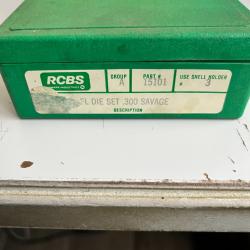 RCBS
GROUP
A
PART #
15101
USE SHELL HOLDER
# 3
FL DIE SET .300 SAVAGE
DESCRIPTION